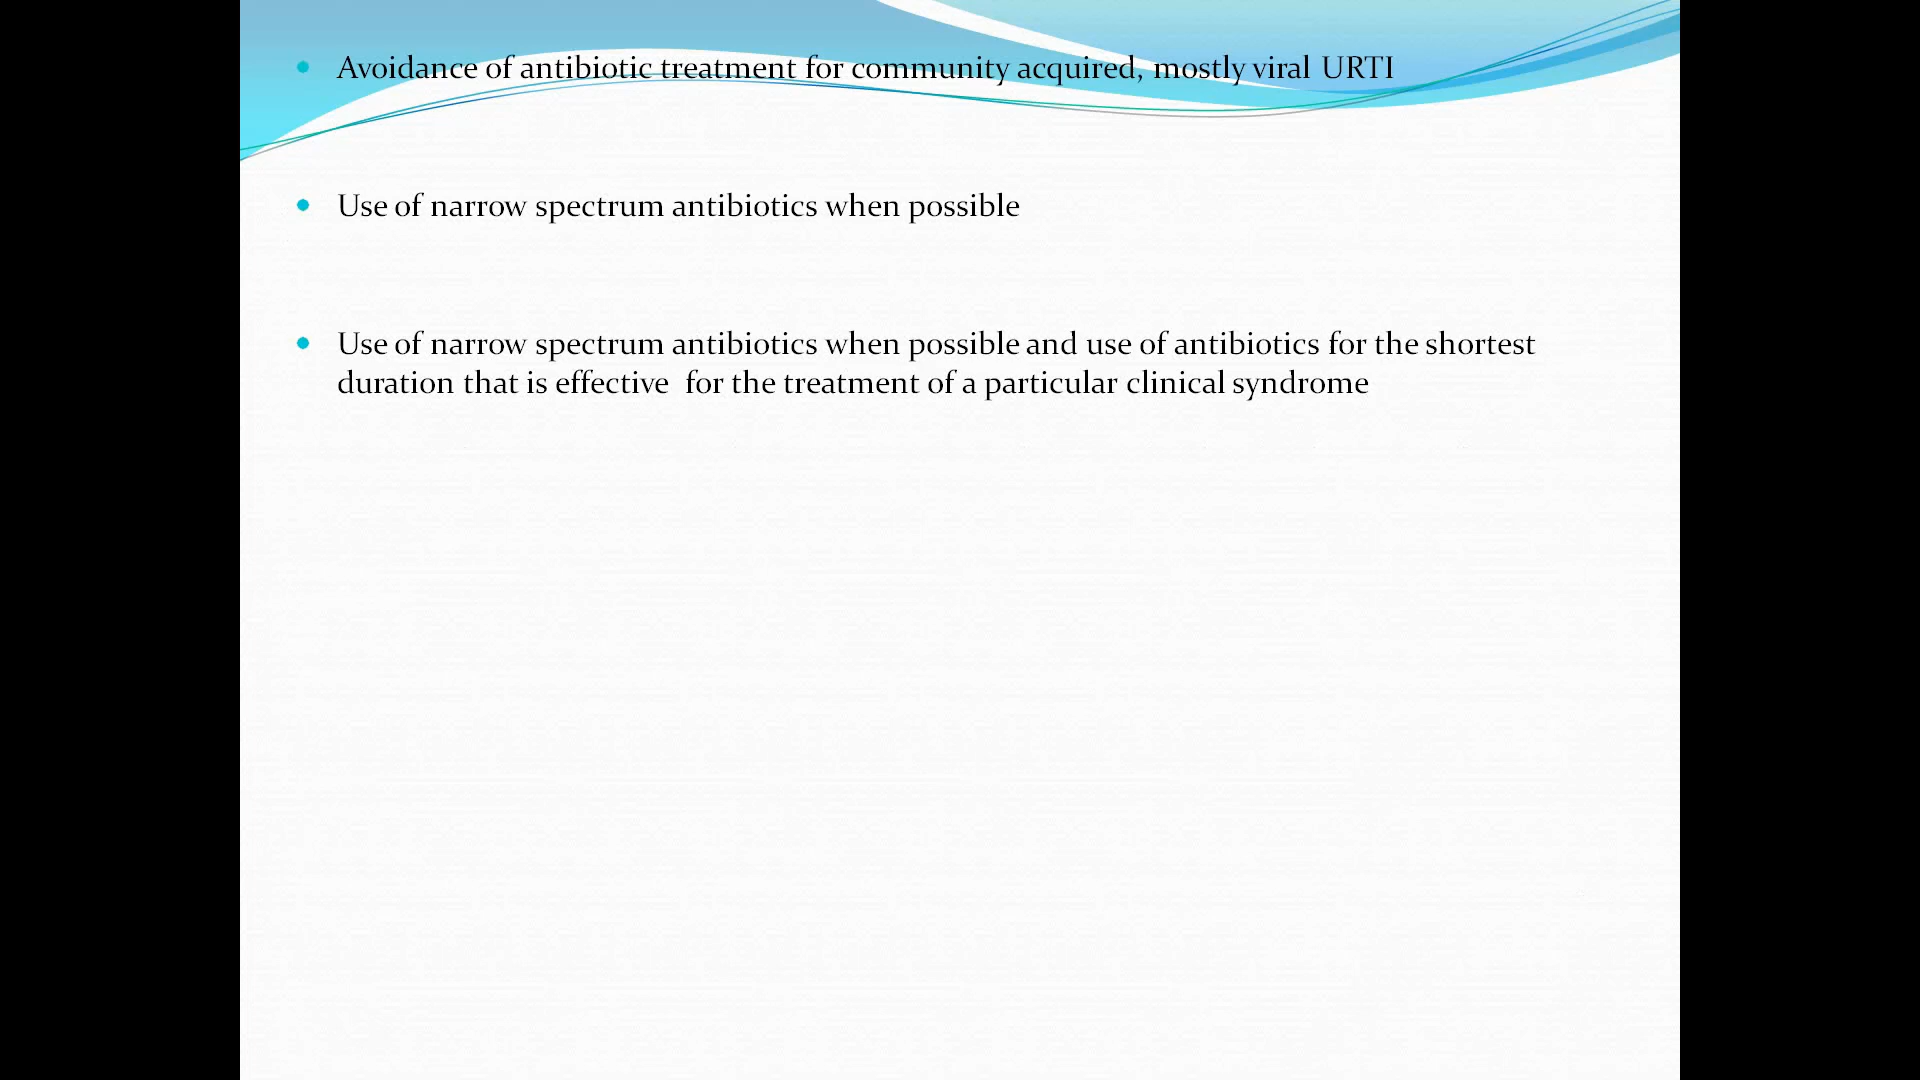 • Avoidance of antibiotic treatment for community acquired, mostly viral URTI
• Use of narrow spectrum antibiotics when possible
• Use of narrow spectrum antibiotics when possible and use of antibiotics for the shortest
duration that is effective  for the treatment of a particular clinical syndrome